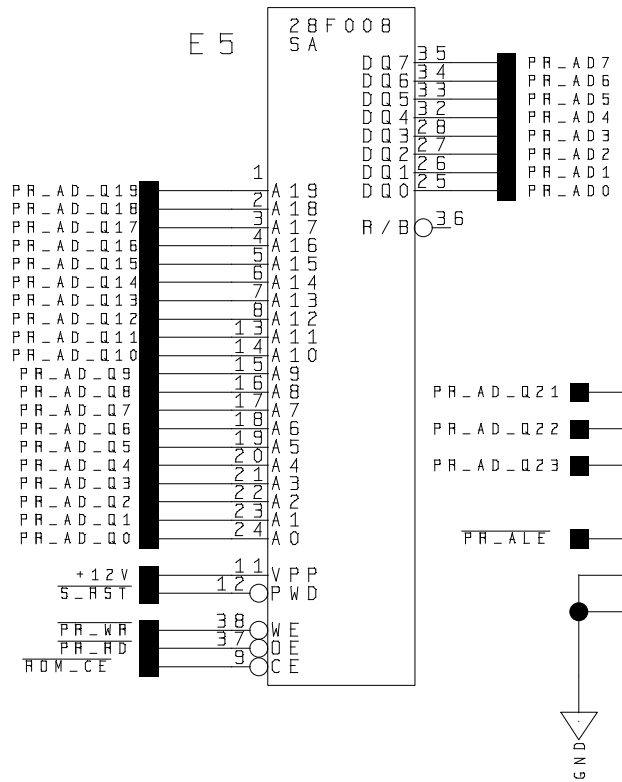 E5
28F008
SA
DQ7 35 PR_AD7
DQ6 34 PR_AD6
DQ5 33 PR_AD5
DQ4 32 PR_AD4
DQ3 28 PR_AD3
DQ2 27 PR_AD2
DQ1 26 PR_AD1
DQ0 25 PR_AD0
R/B 36
PR_AD_Q19 1 A19
PR_AD_Q18 2 A18
PR_AD_Q17 3 A17
PR_AD_Q16 4 A16
PR_AD_Q15 5 A15
PR_AD_Q14 6 A14
PR_AD_Q13 7 A13
PR_AD_Q12 8 A12
PR_AD_Q11 13 A11
PR_AD_Q10 14 A10
PR_AD_Q9 15 A9
PR_AD_Q8 16 A8
PR_AD_Q7 17 A7
PR_AD_Q6 18 A6
PR_AD_Q5 19 A5
PR_AD_Q4 20 A4
PR_AD_Q3 21 A3
PR_AD_Q2 22 A2
PR_AD_Q1 23 A1
PR_AD_Q0 24 A0
+12V 11 VPP
S_RST 12 PWD
PR_WR 38 WE
PR_RD 37 OE
ROM_CE 9 CE
PR_AD_Q21
PR_AD_Q22
PR_AD_Q23
PR_ALE
GND